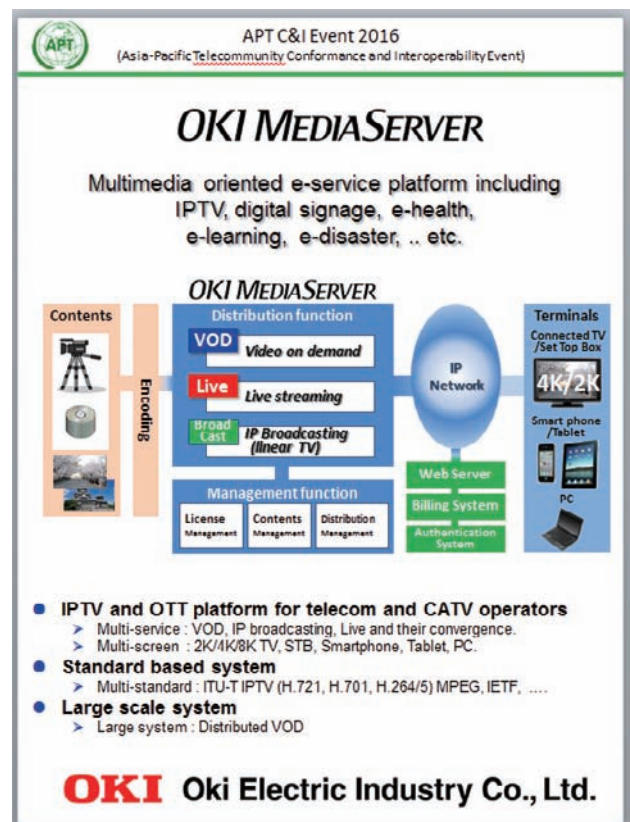 APT
APT C&I Event 2016
(Asia-Pacific Telecommunity Conformance and Interoperability Event)
OKI MEDIASERVER
Multimedia oriented e-service platform including
IPTV, digital signage, e-health,
e-learning, e-disaster, .. etc.
OKI MEDIASERVER
Contents
Encoding
Distribution function
VOD
Video on demand
Live
Live streaming
Broad
Cast
IP Broadcasting
(linear TV)
Management function
License
Management
Contents
Management
Distribution
Management
IP
Network
Web Server
Billing System
Authentication
System
Terminals
Connected TV
/Set Top Box
4K/2K
Smart phone
/Tablet
PC
IPTV and OTT platform for telecom and CATV operators
Multi-service : VOD, IP broadcasting, Live and their convergence.
Multi-screen : 2K/4K/8K TV, STB, Smartphone, Tablet, PC.
Standard based system
Multi-standard : ITU-T IPTV (H.721, H.701, H.264/5) MPEG, IETF, ....
Large scale system
Large system : Distributed VOD
OKI Oki Electric Industry Co., Ltd.